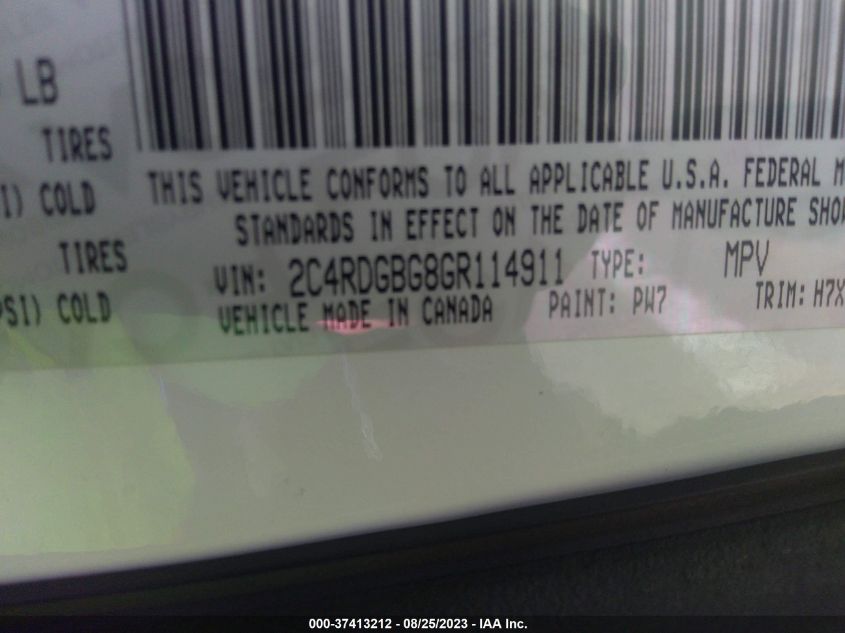 LB
TIRES
I) COLD
TIRES
PSI) COLD
THIS VEHICLE CONFORMS TO ALL APPLICABLE U.S.A. FEDERAL M
STANDARDS IN EFFECT ON THE DATE OF MANUFACTURE SHO
VIN: 2C4RDGBG8GR114911 TYPE: MPV
VEHICLE MADE IN CANADA PAINT: PW7 TRIM: H7X
000-37413212 - 08/25/2023 - IAA Inc.